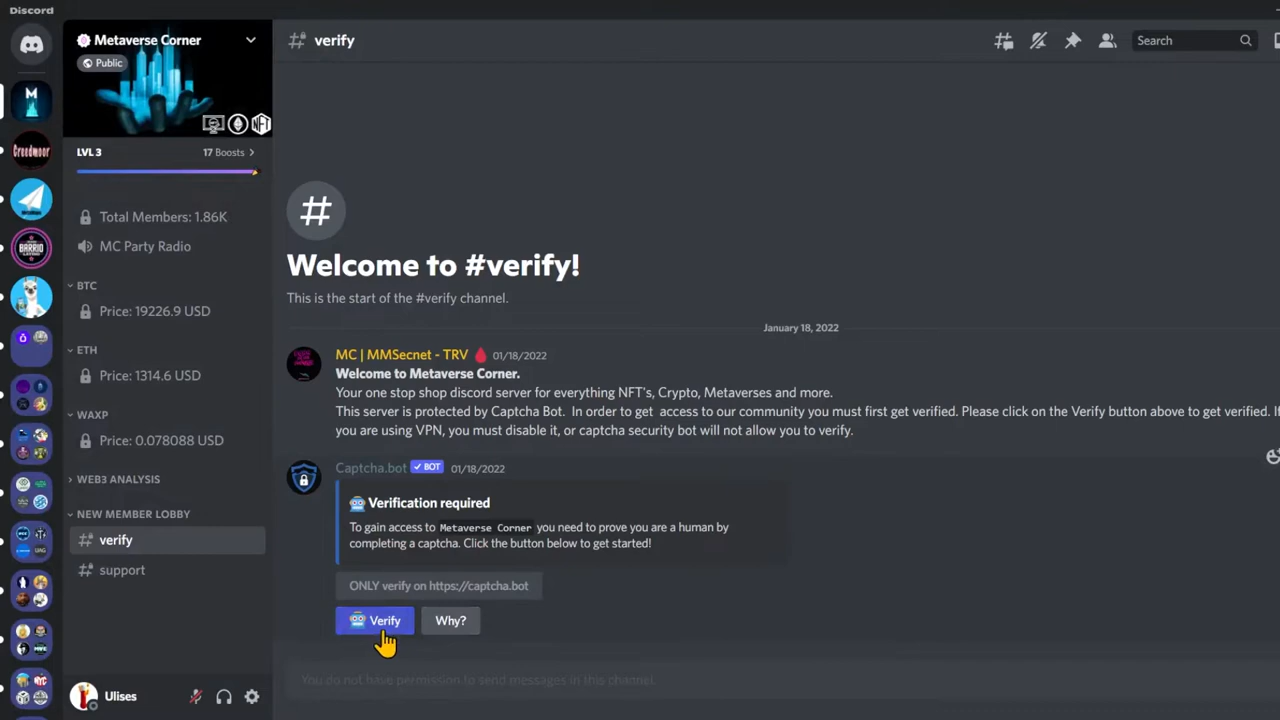 Discord
Metaverse Corner
Public
LVL 3
17 Boosts
Total Members: 1.86K
MC Party Radio
BTC
Price: 19226.9 USD
ETH
Price: 1314.6 USD
WAXP
Price: 0.078088 USD
WEB3 ANALYSIS
NEW MEMBER LOBBY
verify
support
Ulises
verify
Search
Welcome to #verify!
This is the start of the #verify channel.
January 18, 2022
MC | MMSecnet - TRV 01/18/2022
Welcome to Metaverse Corner.
Your one stop shop discord server for everything NFT's, Crypto, Metaverses and more.
This server is protected by Captcha Bot. In order to get access to our community you must first get verified. Please click on the Verify button above to get verified. If
you are using VPN, you must disable it, or captcha security bot will not allow you to verify.
Captcha.bot BOT 01/18/2022
Verification required
To gain access to Metaverse Corner you need to prove you are a human by
completing a captcha. Click the button below to get started!
ONLY verify on https://captcha.bot
Verify Why?
You do not have permission to send messages in this channel.